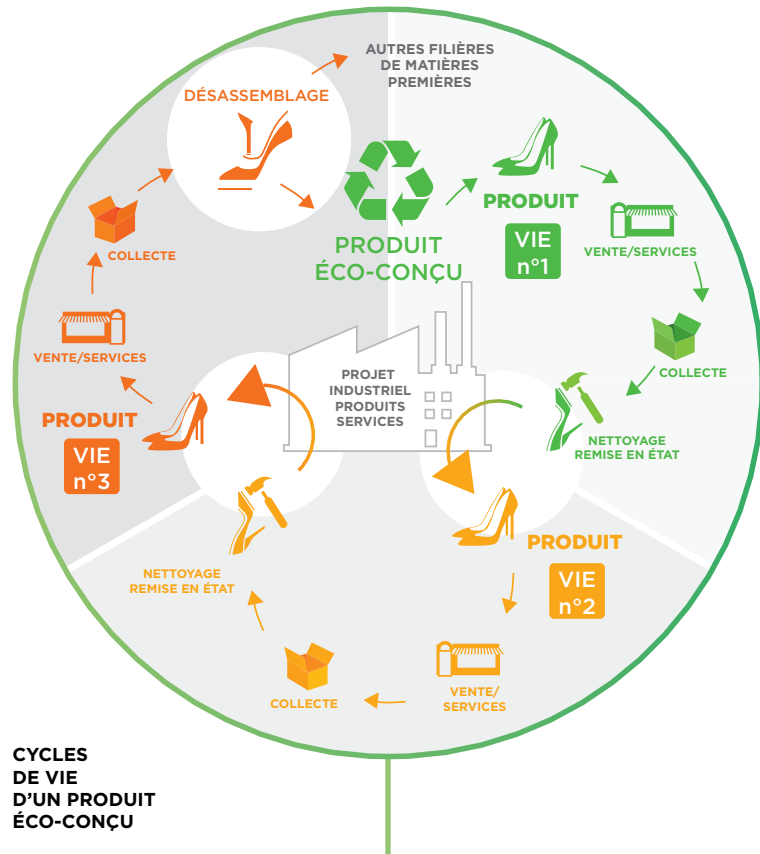 AUTRES FILIÈRES
DE MATIÈRES
PREMIÈRES
DÉSASSEMBLAGE
PRODUIT
ÉCO-CONÇU
PRODUIT
VIE
n°1
VENTE/SERVICES
COLLECTE
NETTOYAGE
REMISE EN ÉTAT
PROJET
INDUSTRIEL
PRODUITS
SERVICES
PRODUIT
VIE
n°2
VENTE/
SERVICES
COLLECTE
NETTOYAGE
REMISE EN ÉTAT
PRODUIT
VIE
n°3
VENTE/SERVICES
COLLECTE
CYCLES
DE VIE
D'UN PRODUIT
ÉCO-CONÇU